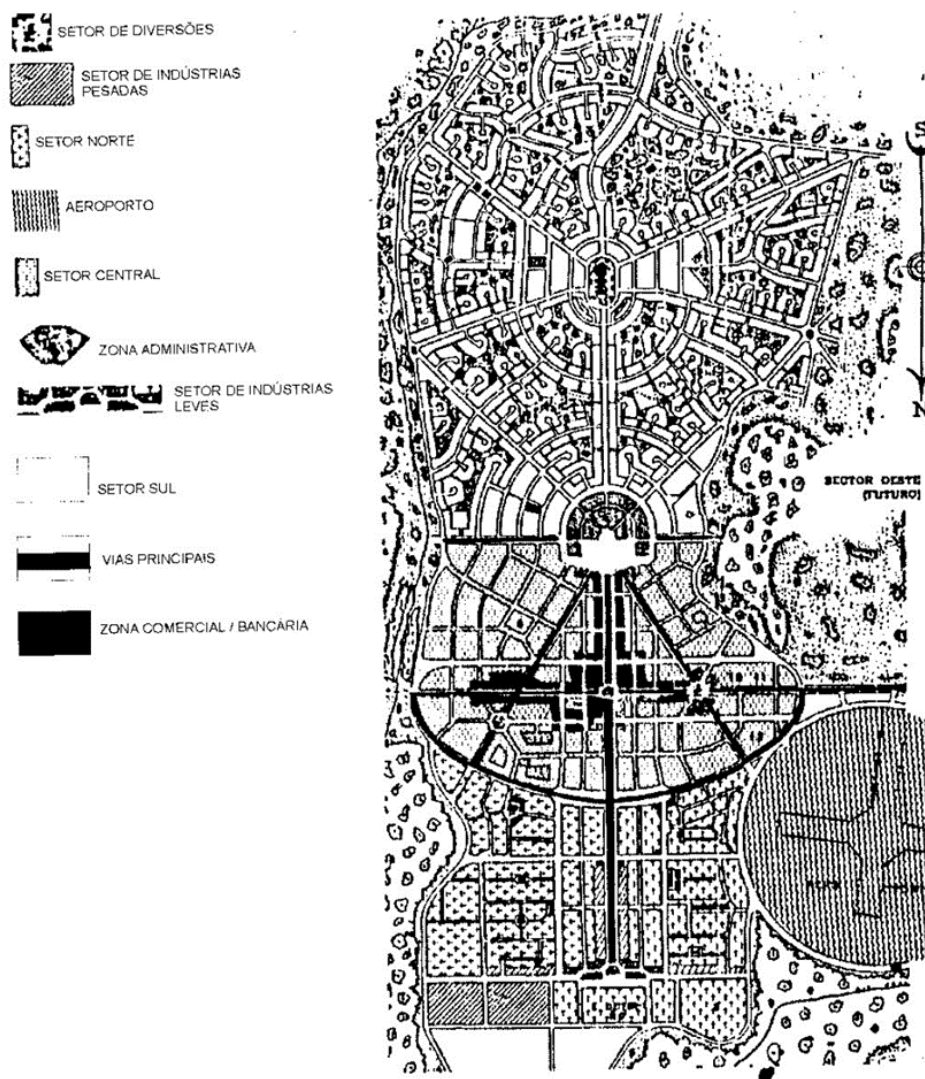 SETOR DE DIVERSÕES
SETOR DE INDÚSTRIAS
PESADAS
SETOR NORTE
AEROPORTO
SETOR CENTRAL
ZONA ADMINISTRATIVA
SETOR DE INDÚSTRIAS
LEVES
SETOR SUL
VIAS PRINCIPAIS
ZONA COMERCIAL / BANCÁRIA
S
N
SECTOR OESTE
(FUTURO)